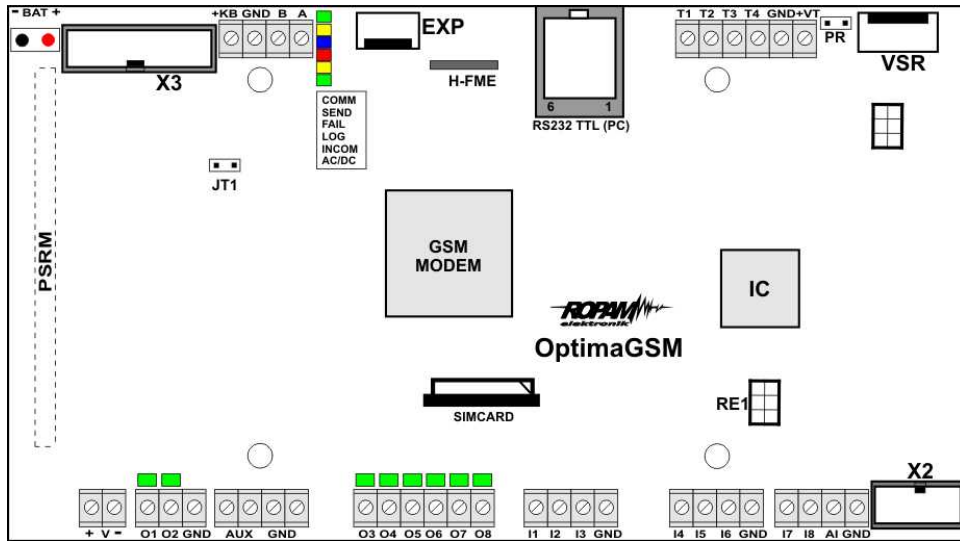 - BAT +
+KB GND B A
EXP
T1 T2 T3 T4 GND+VT
PR
VSR
X3
H-FME
6 1
RS232 TTL (PC)
COMM
SEND
FAIL
LOG
INCOM
AC/DC
JT1
PSRM
GSM
MODEM
IC
ROPAM
elektronik
OptimaGSM
SIMCARD
RE1
X2
+ V - O1 O2 GND AUX GND O3 O4 O5 O6 O7 O8 I1 I2 I3 GND I4 I5 I6 GND I7 I8 AI GND